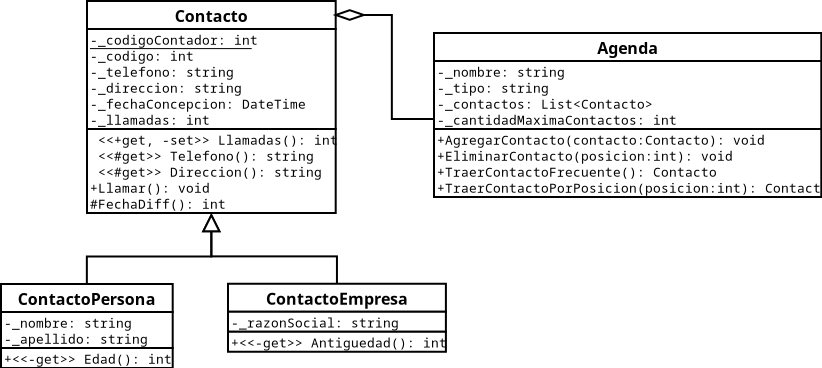 Contacto
-_codigoContador: int
-_codigo: int
-_telefono: string
-_direccion: string
-_fechaConcepcion: DateTime
-_llamadas: int
<<+get, -set>> Llamadas(): int
<<#get>> Telefono(): string
<<#get>> Direccion(): string
+Llamar(): void
#FechaDiff(): int
Agenda
-_nombre: string
-_tipo: string
-_contactos: List<Contacto>
-_cantidadMaximaContactos: int
+AgregarContacto(contacto:Contacto): void
+EliminarContacto(posicion:int): void
+TraerContactoFrecuente(): Contacto
+TraerContactoPorPosicion(posicion:int): Contact
ContactoPersona
-_nombre: string
-_apellido: string
+<<-get>> Edad(): int
ContactoEmpresa
-_razonSocial: string
+<<-get>> Antiguedad(): int